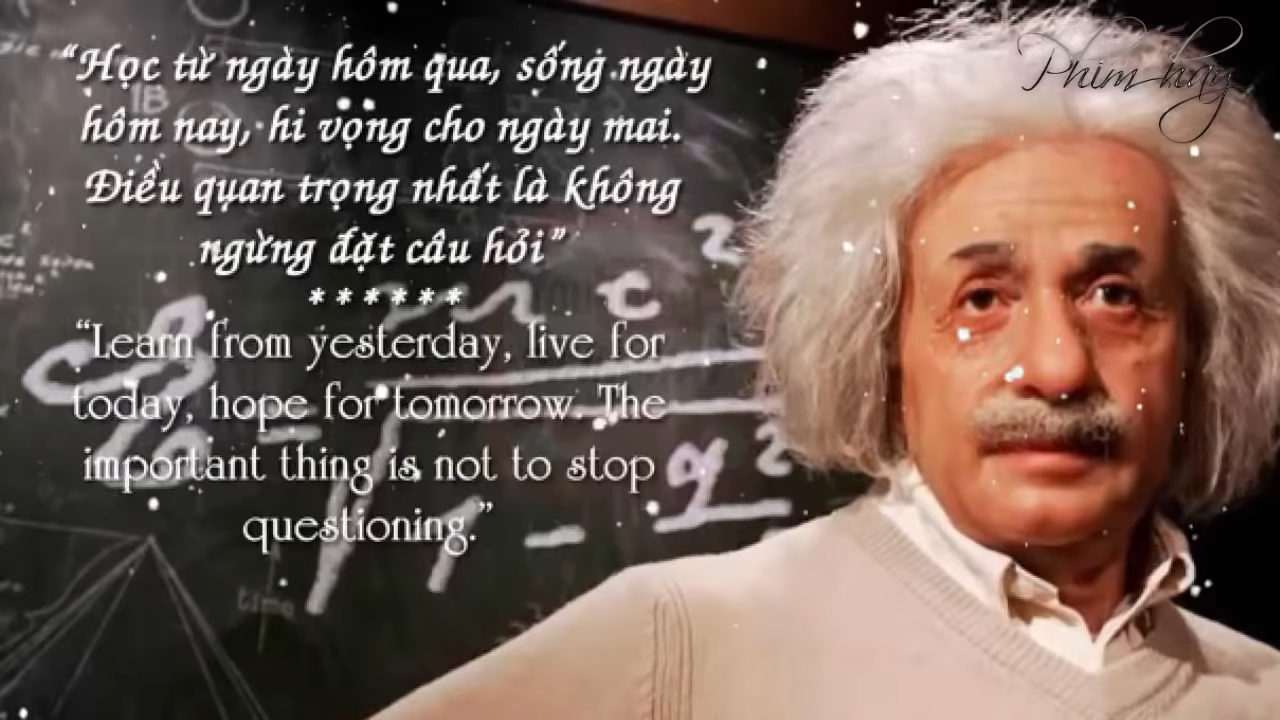 “Học từ ngày hôm qua, sống ngày
hôm nay, hi vọng cho ngày mai.
Điều quan trọng nhất là không
ngừng đặt câu hỏi”
******
“Learn from yesterday, live for
today, hope for tomorrow. The
important thing is not to stop
questioning.”
Phim hay
IB
time